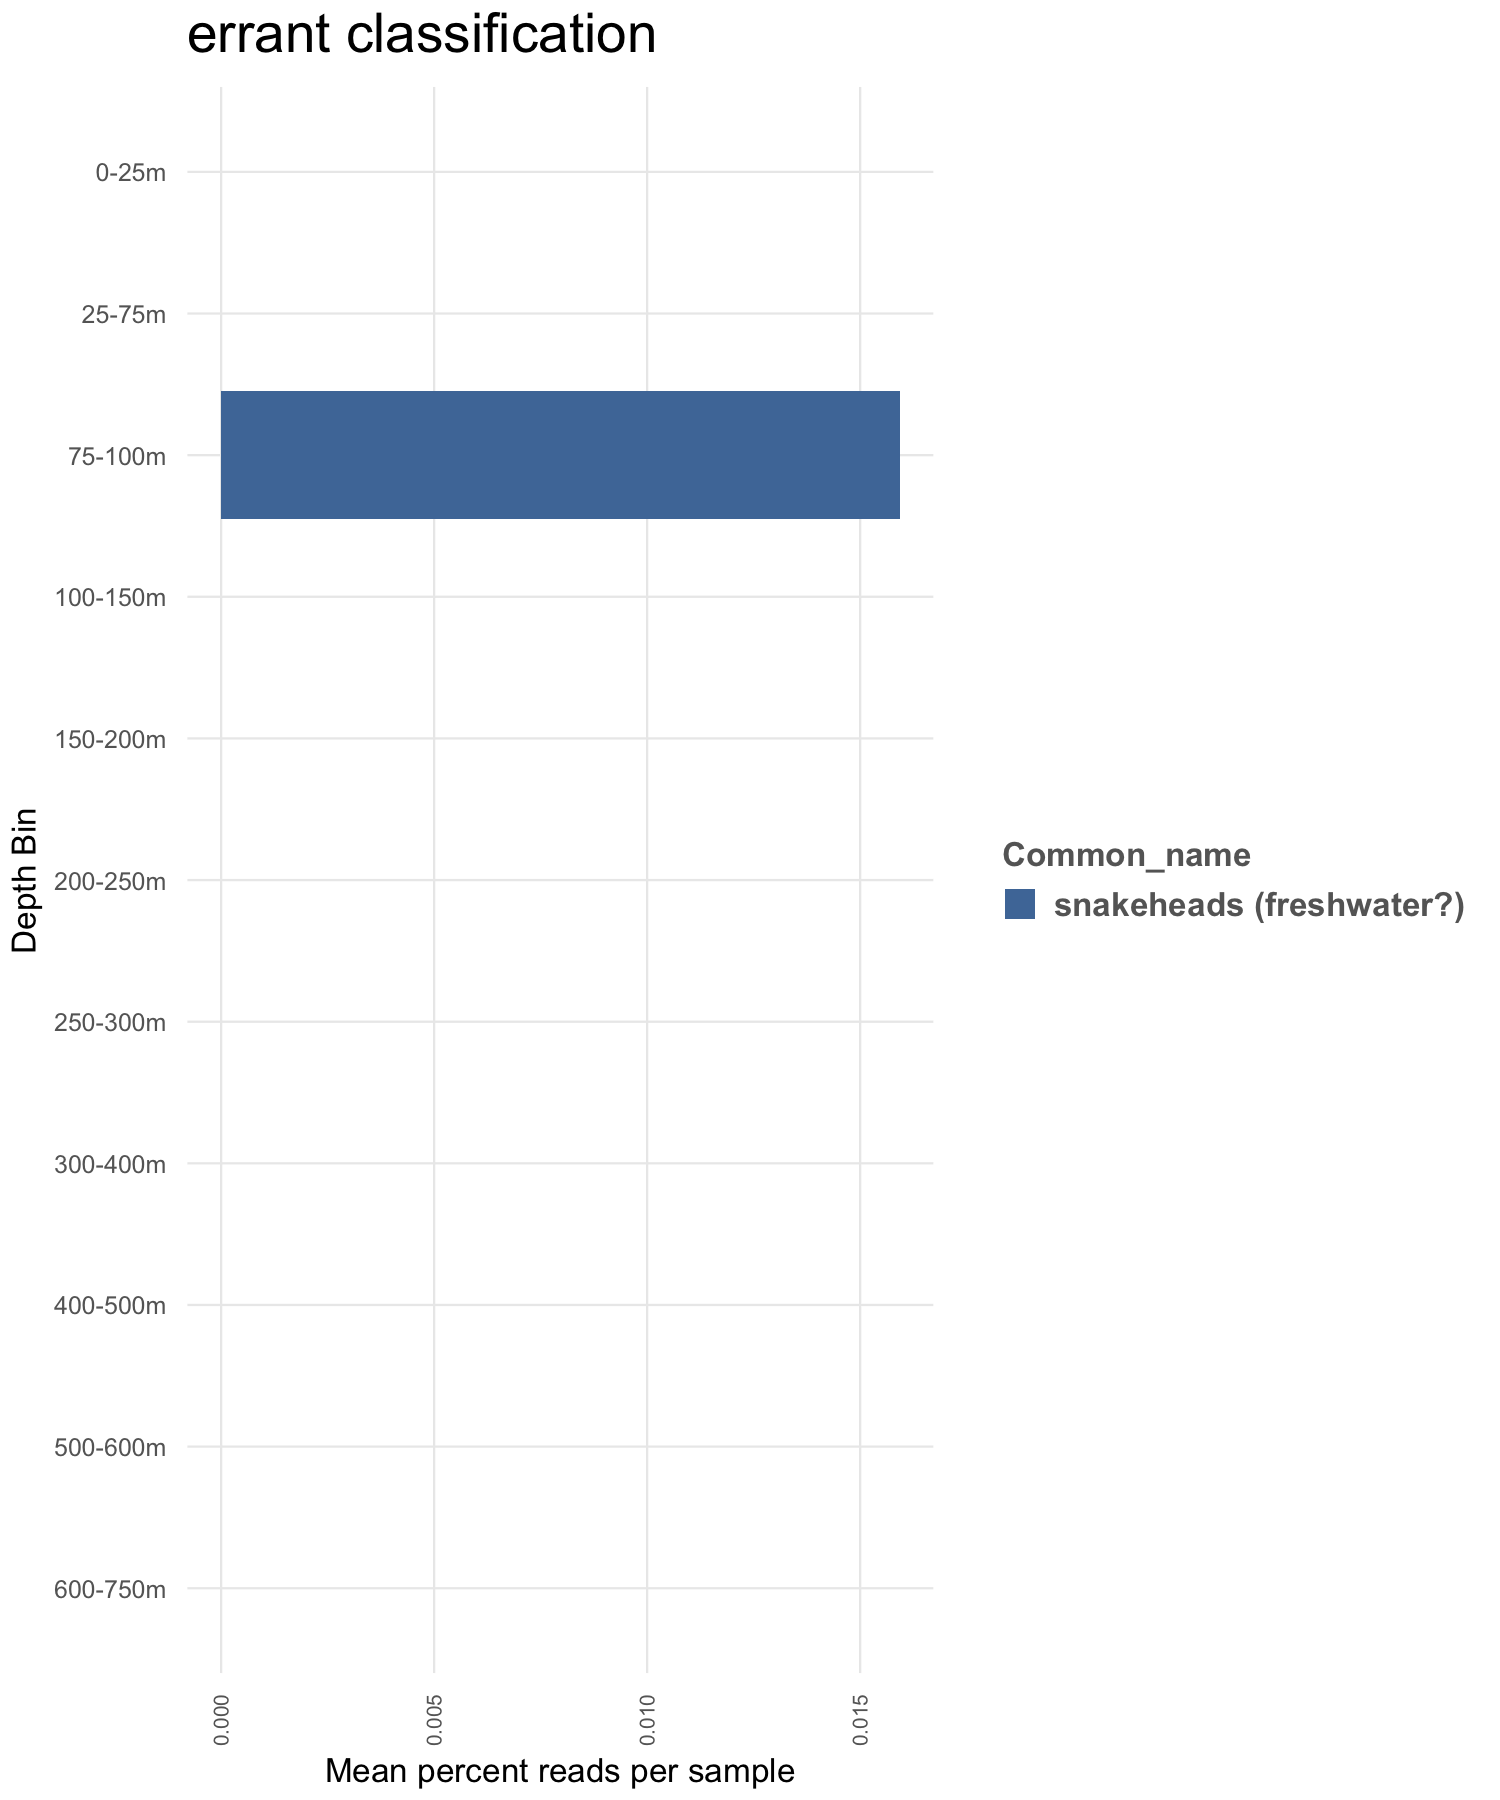 errant classification
0-25m
25-75m
75-100m
100-150m
150-200m
200-250m
250-300m
300-400m
400-500m
500-600m
600-750m
Depth Bin
0.000
0.005
0.010
0.015
Mean percent reads per sample
Common_name
snakeheads (freshwater?)